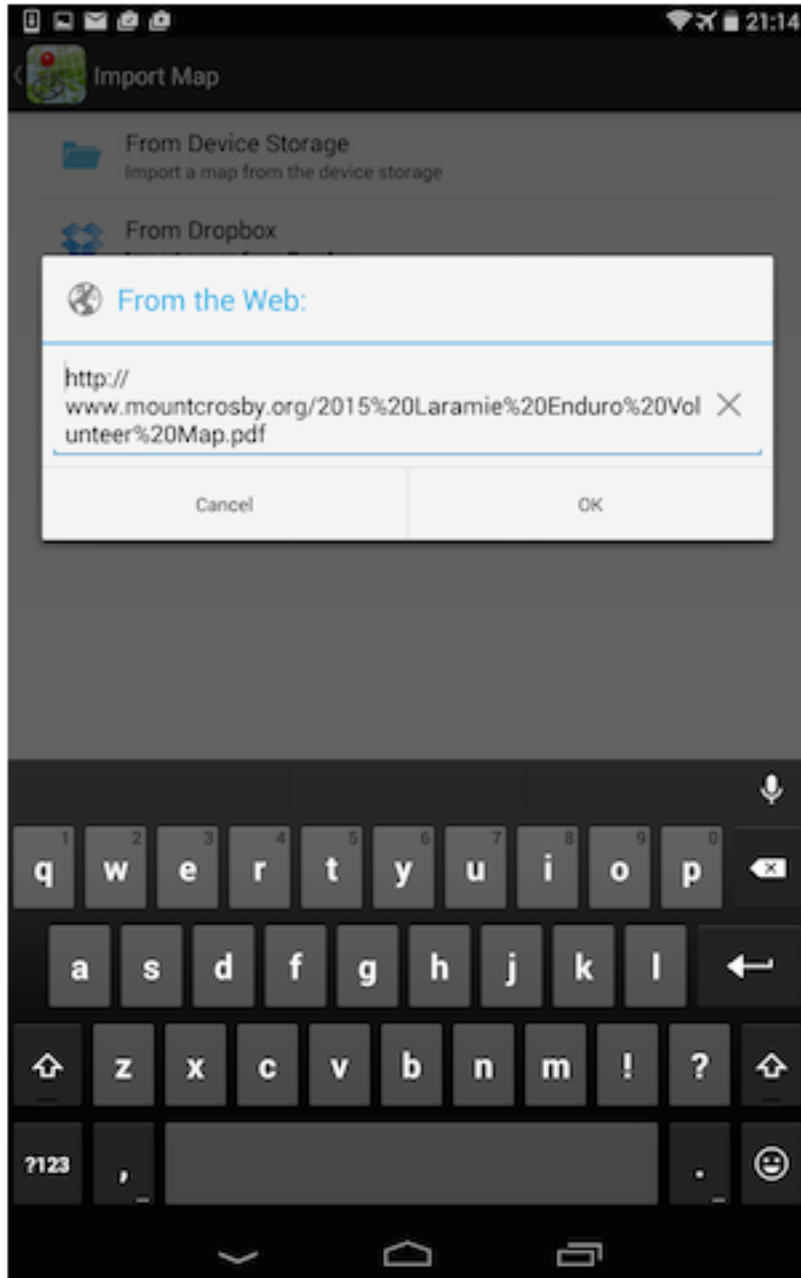 21:14
Import Map
From Device Storage
Import a map from the device storage
From Dropbox
From the Web:
http://
www.mountcrosby.org/2015%20Laramie%20Enduro%20Vol
unteer%20Map.pdf
Cancel OK
1 2 3 4 5 6 7 8 9 0
q w e r t y u i o p
a s d f g h j k l
z x c v b n m ! ?
?123 , .